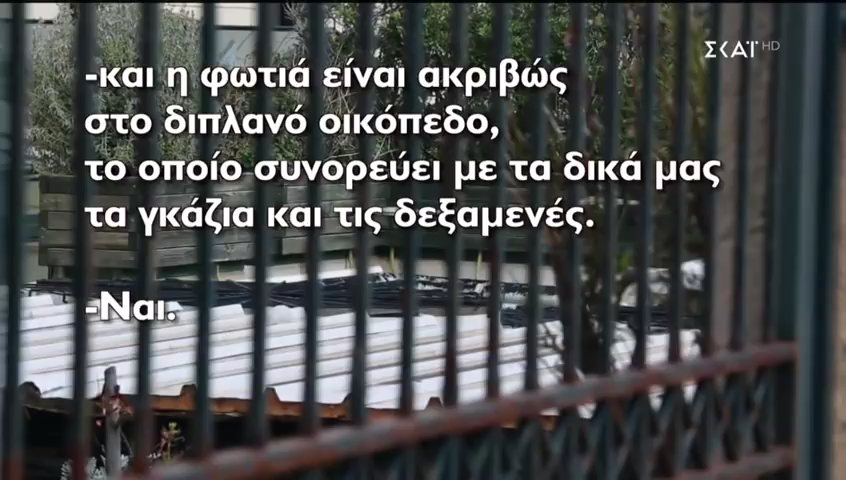 ΣΚΑΪ HD
-και η φωτιά είναι ακριβώς
στο διπλανό οικόπεδο,
το οποίο συνορεύει με τα δικά μας
τα γκάζια και τις δεξαμενές.
-Ναι.